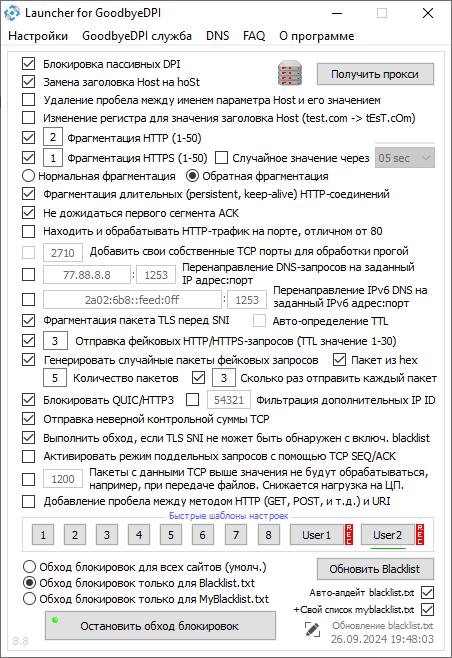 Launcher for GoodbyeDPI
Настройки GoodbyeDPI служба DNS FAQ О программе
Блокировка пассивных DPI
Замена заголовка Host на hoSt
Получить прокси
Удаление пробела между именем параметра Host и его значением
Изменение регистра для значения заголовка Host (test.com -> tEsT.cOm)
2 Фрагментация HTTP (1-50)
1 Фрагментация HTTPS (1-50) Случайное значение через 05 sec
Нормальная фрагментация Обратная фрагментация
Фрагментация длительных (persistent, keep-alive) HTTP-соединений
Не дожидаться первого сегмента ACK
Находить и обрабатывать HTTP-трафик на порте, отличном от 80
2710 Добавить свои собственные TCP порты для обработки прогой
77.88.8.8 : 1253 Перенаправление DNS-запросов на заданный
IP адрес:порт
2a02:6b8::feed:0ff : 1253 Перенаправление IPv6 DNS на
заданный IPv6 адрес:порт
Фрагментация пакета TLS перед SNI Авто-определение TTL
3 Отправка фейковых HTTP/HTTPS-запросов (TTL значение 1-30)
Генерировать случайные пакеты фейковых запросов Пакет из hex
5 Количество пакетов 3 Сколько раз отправить каждый пакет
Блокировать QUIC/HTTP3 54321 Фильтрация дополнительных IP ID
Отправка неверной контрольной суммы TCP
Выполнить обход, если TLS SNI не может быть обнаружен с включ. blacklist
Активировать режим поддельных запросов с помощью TCP SEQ/ACK
1200 Пакеты с данными TCP выше значения не будут обрабатываться,
например, при передаче файлов. Снижается нагрузка на ЦП.
Добавление пробела между методом HTTP (GET, POST, и т.д.) и URI
Быстрые шаблоны настроек
1 2 3 4 5 6 7 8 User1 REC User2 REC
Обход блокировок для всех сайтов (умолч.)
Обход блокировок только для Blacklist.txt
Обход блокировок только для MyBlacklist.txt
Обновить Blacklist
Авто-апдейт blacklist.txt
+Свой список myblacklist.txt
Остановить обход блокировок
Обновление blacklist.txt
26.09.2024 19:48:03
8.8